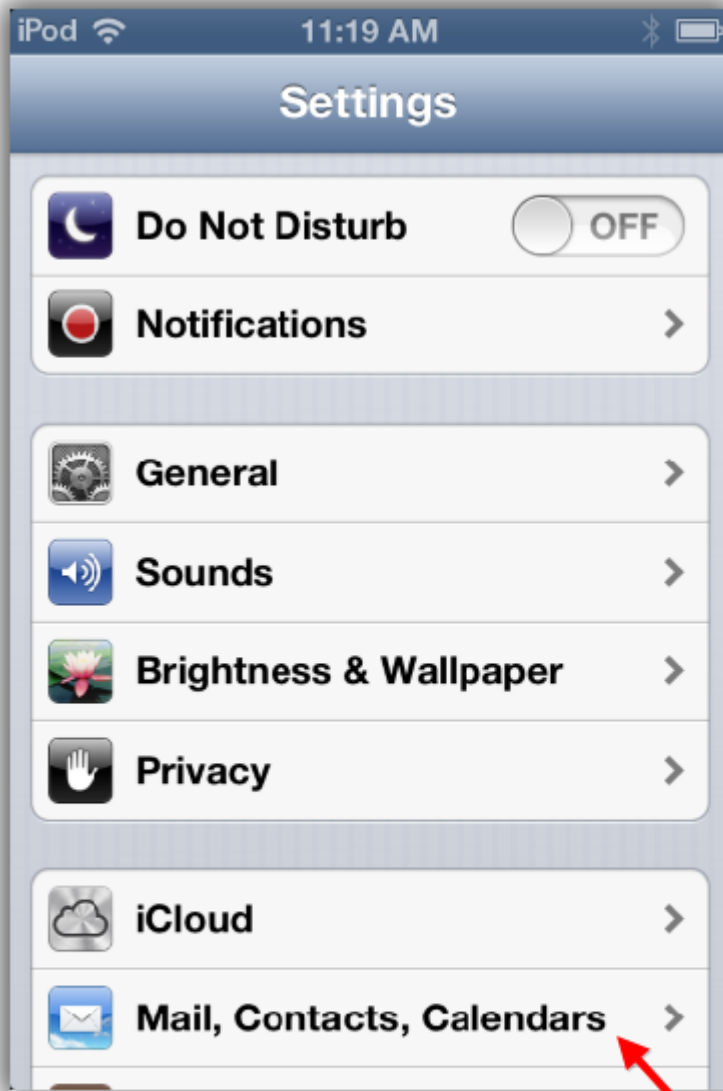 iPod 11:19 AM
Settings
Do Not Disturb OFF
Notifications
General
Sounds
Brightness & Wallpaper
Privacy
iCloud
Mail, Contacts, Calendars